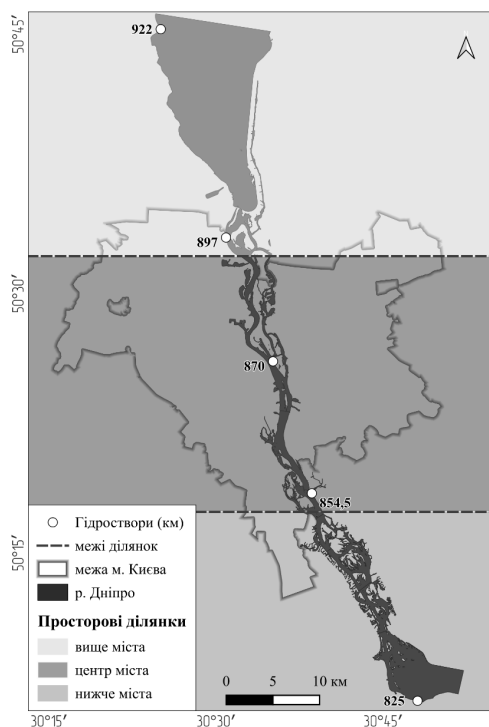 50°45′
922
897
50°30′
870
854,5
Гідроствори (км)
межі ділянок
межа м. Києва
р. Дніпро
Просторові ділянки
вище міста
центр міста
нижче міста
50°15′
0 5 10 км
825
30°15′ 30°30′ 30°45′